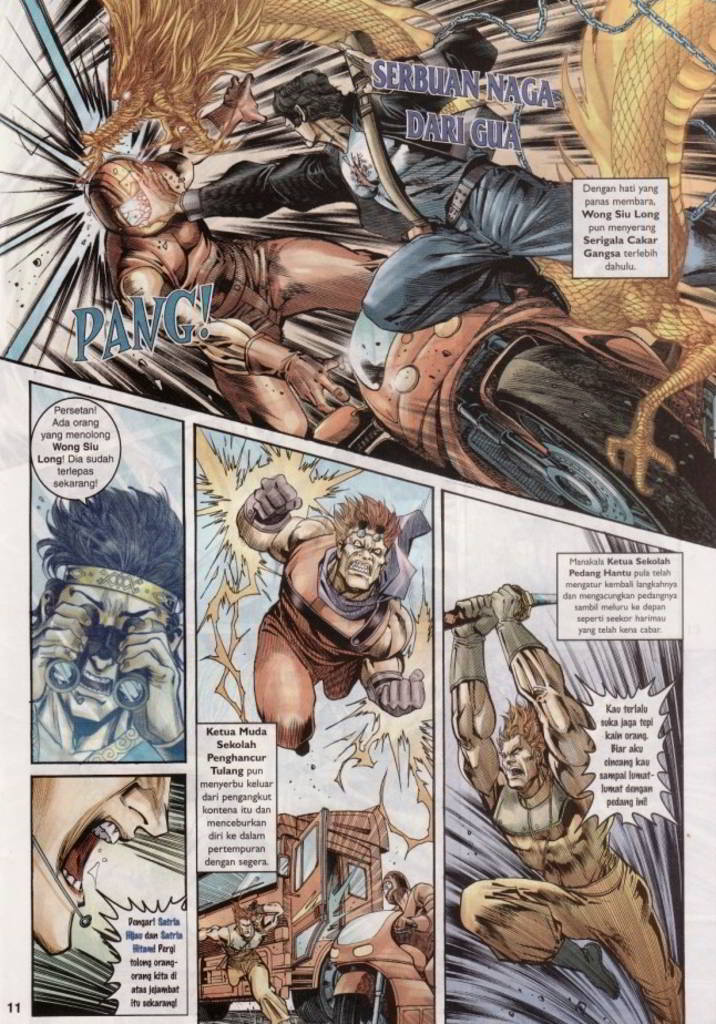 SERBUAN NAGA
DARI GUA
Dengan hati yang
panas membara,
Wong Siu Long
pun menyerang
Serigala Cakar
Gangsa terlebih
dahulu.
PANG!
Persetan!
Ada orang
yang menolong
Wong Siu
Long! Dia sudah
terlepas
sekarang!
Ketua Muda
Sekolah
Penghancur
Tulang pun
menyerbu keluar
dari pengangkut
kontena itu dan
menceburkan
diri ke dalam
pertempuran
dengan segera.
Manakala Ketua Sekolah
Pedang Hantu pula telah
mengatur kembali langkahnya
dan mengacungkan pedangnya
sambil meluru ke depan
seperti seekor harimau
yang telah kena cabar.
Kau terlalu
suka jaga tepi
kain orang.
Biar aku
cincang kau
sampai lumat-
lumat dengan
pedang ini!
Dengar! Satria
Hijau dan Satria
Hitam! Pergi
tolong orang-
orang kita di
atas jejambat
itu sekarang!
11